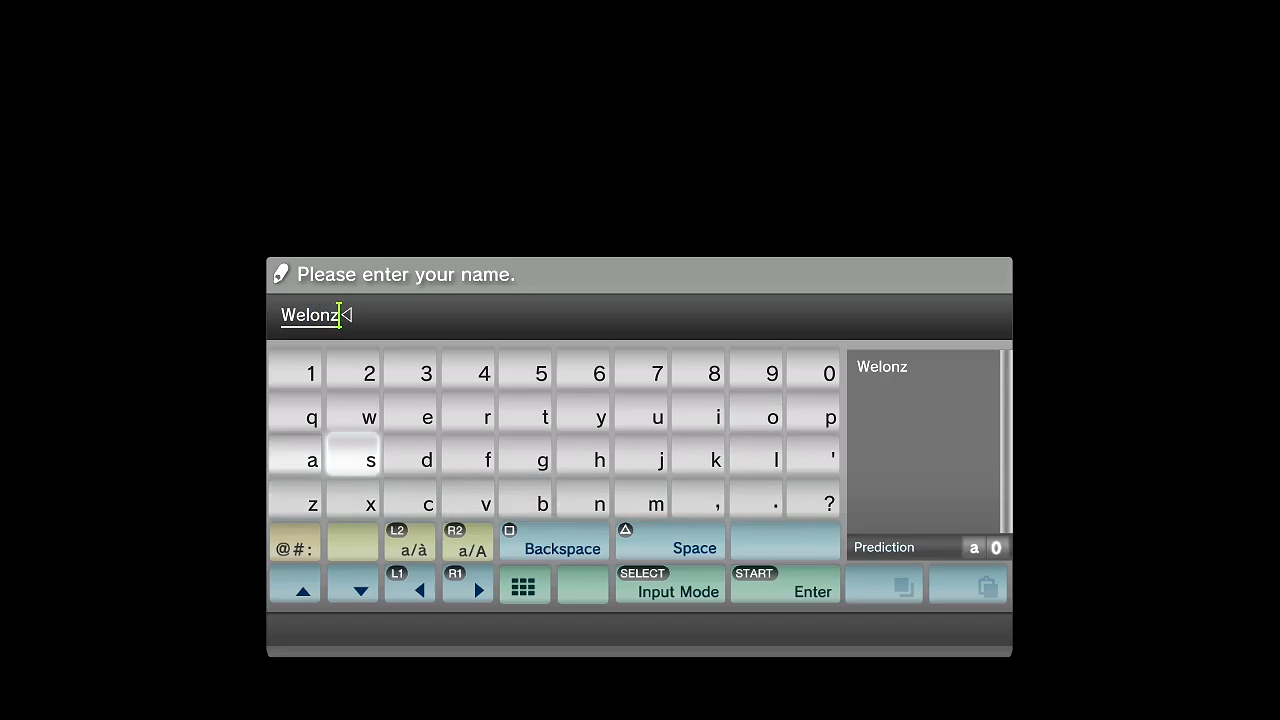 Please enter your name.
Welonz
1 2 3 4 5 6 7 8 9 0
Welonz
q w e r t y u i o p
a s d f g h j k l '
z x c v b n m , . ?
@#: L2 a/à R2 a/A Backspace Space
Prediction a 0
L1 R1 SELECT Input Mode START Enter